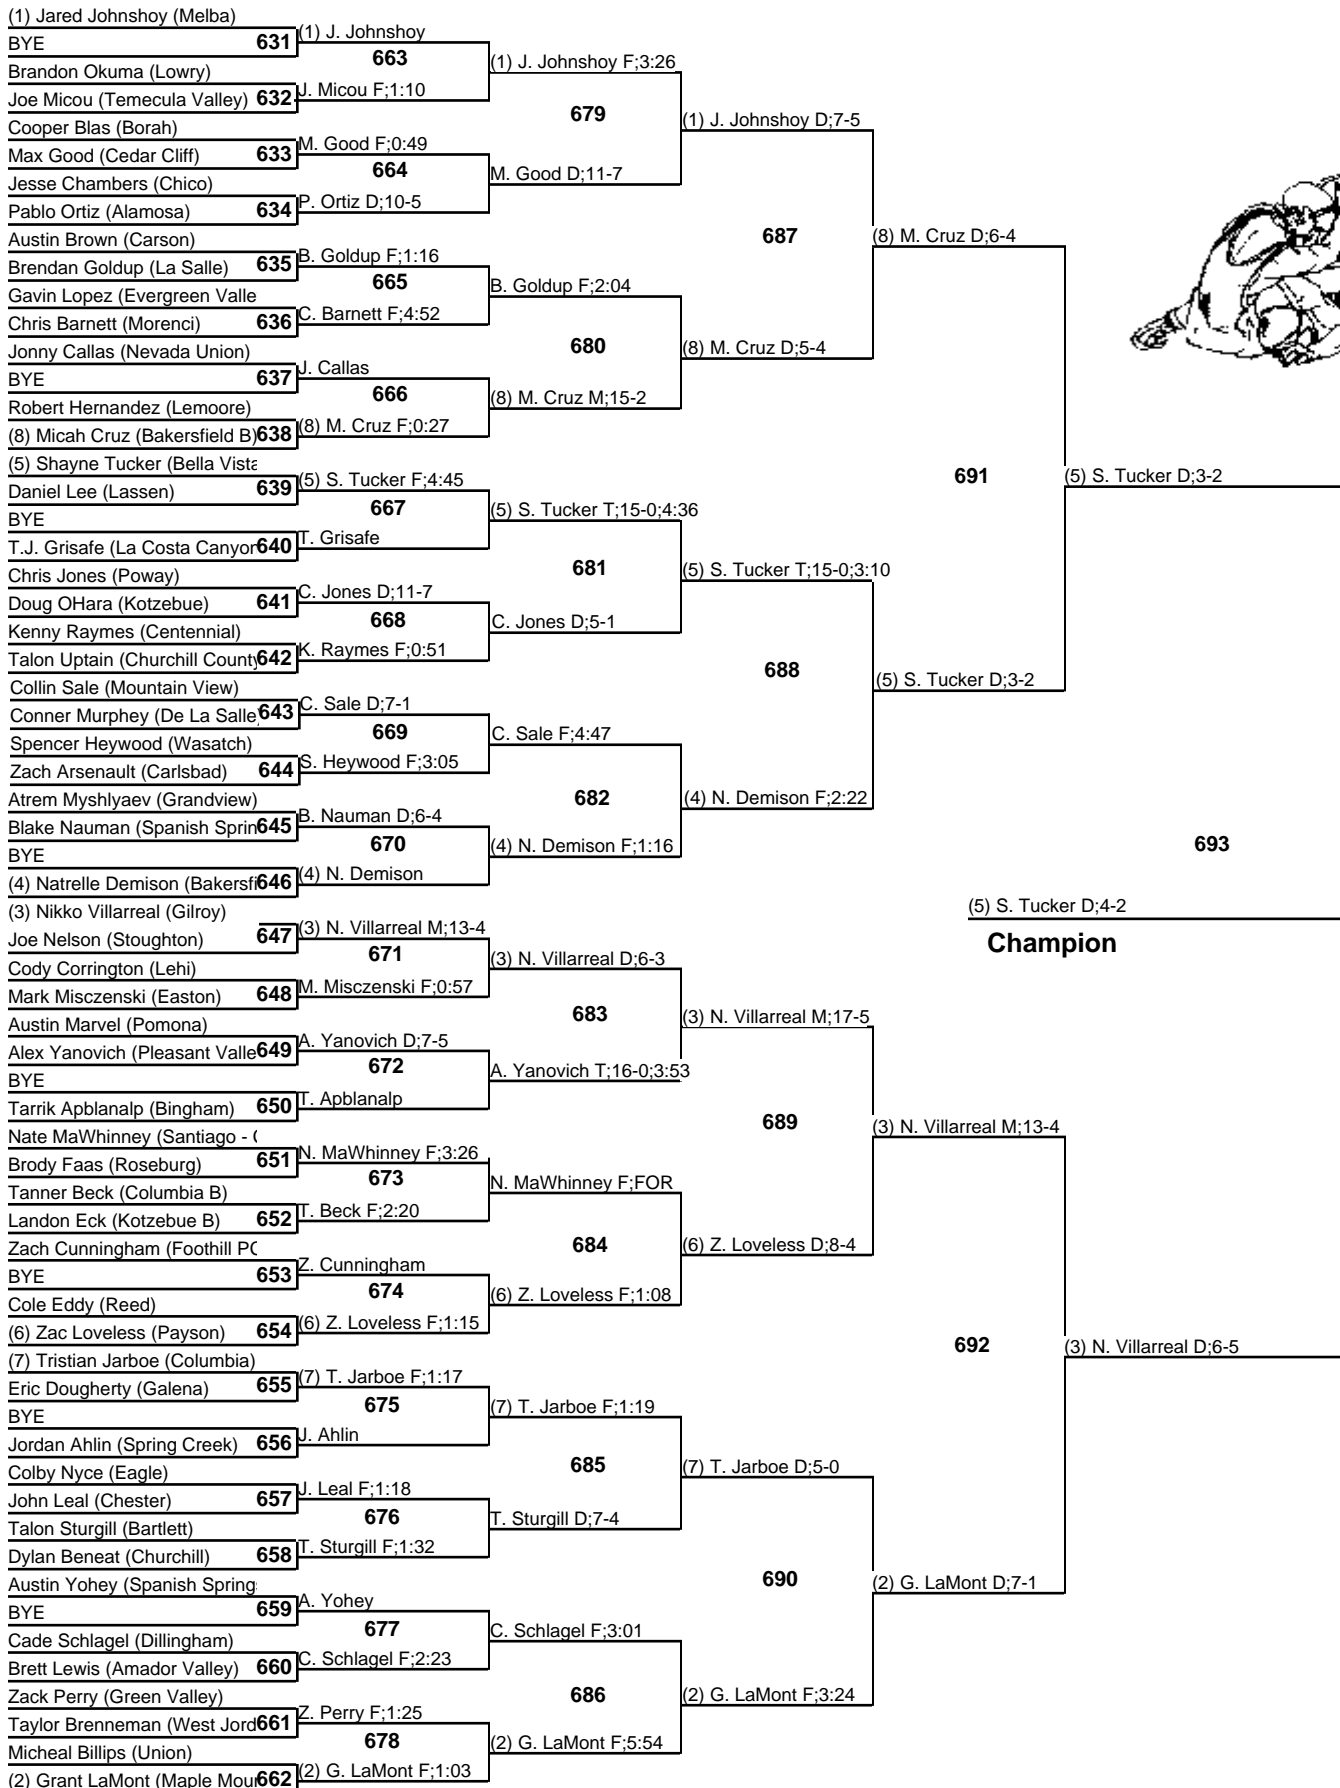 (1) Jared Johnshoy (Melba)
BYE
631
Brandon Okuma (Lowry)
Joe Micou (Temecula Valley)
632
Cooper Blas (Borah)
Max Good (Cedar Cliff)
633
Jesse Chambers (Chico)
Pablo Ortiz (Alamosa)
634
Austin Brown (Carson)
Brendan Goldup (La Salle)
635
Gavin Lopez (Evergreen Valle
Chris Barnett (Morenci)
636
Jonny Callas (Nevada Union)
BYE
637
Robert Hernandez (Lemoore)
(8) Micah Cruz (Bakersfield B)
638
(5) Shayne Tucker (Bella Vista
Daniel Lee (Lassen)
639
BYE
T.J. Grisafe (La Costa Canyon
640
Chris Jones (Poway)
Doug OHara (Kotzebue)
641
Kenny Raymes (Centennial)
Talon Uptain (Churchill County
642
Collin Sale (Mountain View)
Conner Murphey (De La Salle)
643
Spencer Heywood (Wasatch)
Zach Arsenault (Carlsbad)
644
Atrem Myshlyaev (Grandview)
Blake Nauman (Spanish Sprin
645
BYE
(4) Natrelle Demison (Bakersfi
646
(3) Nikko Villarreal (Gilroy)
Joe Nelson (Stoughton)
647
Cody Corrington (Lehi)
Mark Misczenski (Easton)
648
Austin Marvel (Pomona)
Alex Yanovich (Pleasant Valle
649
BYE
Tarrik Apblanalp (Bingham)
650
Nate MaWhinney (Santiago - C
Brody Faas (Roseburg)
651
Tanner Beck (Columbia B)
Landon Eck (Kotzebue B)
652
Zach Cunningham (Foothill PC
BYE
653
Cole Eddy (Reed)
(6) Zac Loveless (Payson)
654
(7) Tristian Jarboe (Columbia)
Eric Dougherty (Galena)
655
BYE
Jordan Ahlin (Spring Creek)
656
Colby Nyce (Eagle)
John Leal (Chester)
657
Talon Sturgill (Bartlett)
Dylan Beneat (Churchill)
658
Austin Yohey (Spanish Spring
BYE
659
Cade Schlagel (Dillingham)
Brett Lewis (Amador Valley)
660
Zack Perry (Green Valley)
Taylor Brenneman (West Jord
661
Micheal Billips (Union)
(2) Grant LaMont (Maple Moun
662
(1) J. Johnshoy
663
J. Micou F;1:10
M. Good F;0:49
664
P. Ortiz D;10-5
B. Goldup F;1:16
665
C. Barnett F;4:52
J. Callas
666
(8) M. Cruz F;0:27
(5) S. Tucker F;4:45
667
T. Grisafe
C. Jones D;11-7
668
K. Raymes F;0:51
C. Sale D;7-1
669
S. Heywood F;3:05
B. Nauman D;6-4
670
(4) N. Demison
(3) N. Villarreal M;13-4
671
M. Misczenski F;0:57
A. Yanovich D;7-5
672
T. Apblanalp
N. MaWhinney F;3:26
673
T. Beck F;2:20
Z. Cunningham
674
(6) Z. Loveless F;1:15
(7) T. Jarboe F;1:17
675
J. Ahlin
J. Leal F;1:18
676
T. Sturgill F;1:32
A. Yohey
677
C. Schlagel F;2:23
Z. Perry F;1:25
678
(2) G. LaMont F;1:03
(1) J. Johnshoy F;3:26
679
M. Good D;11-7
B. Goldup F;2:04
680
(8) M. Cruz M;15-2
(5) S. Tucker T;15-0;4:36
681
C. Jones D;5-1
C. Sale F;4:47
682
(4) N. Demison F;1:16
(3) N. Villarreal D;6-3
683
A. Yanovich T;16-0;3:53
N. MaWhinney F;FOR
684
(6) Z. Loveless F;1:08
(7) T. Jarboe F;1:19
685
T. Sturgill D;7-4
C. Schlagel F;3:01
686
(2) G. LaMont F;5:54
(1) J. Johnshoy D;7-5
687
(8) M. Cruz D;5-4
(5) S. Tucker T;15-0;3:10
688
(4) N. Demison F;2:22
(3) N. Villarreal M;17-5
689
(6) Z. Loveless D;8-4
(7) T. Jarboe D;5-0
690
(2) G. LaMont F;3:24
(8) M. Cruz D;6-4
691
(5) S. Tucker D;3-2
(3) N. Villarreal M;13-4
692
(2) G. LaMont D;7-1
(5) S. Tucker D;3-2
693
(3) N. Villarreal D;6-5
(5) S. Tucker D;4-2
Champion